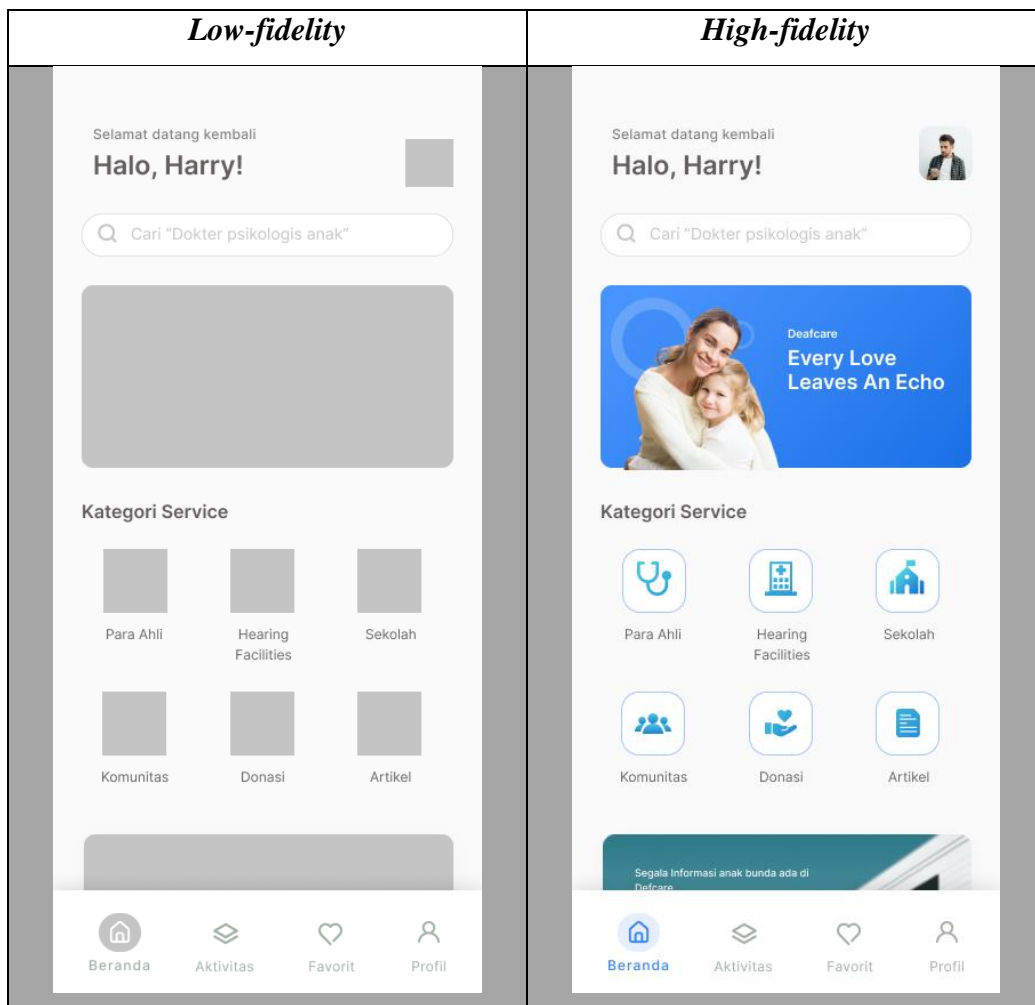 Low-fidelity
High-fidelity
Selamat datang kembali
Halo, Harry!
Cari "Dokter psikologis anak"
Kategori Service
Para Ahli
Hearing
Facilities
Sekolah
Komunitas
Donasi
Artikel
Beranda
Aktivitas
Favorit
Profil
Selamat datang kembali
Halo, Harry!
Cari "Dokter psikologis anak"
Deafcare
Every Love
Leaves An Echo
Kategori Service
Para Ahli
Hearing
Facilities
Sekolah
Komunitas
Donasi
Artikel
Segala Informasi anak bunda ada di
Defcare
Beranda
Aktivitas
Favorit
Profil